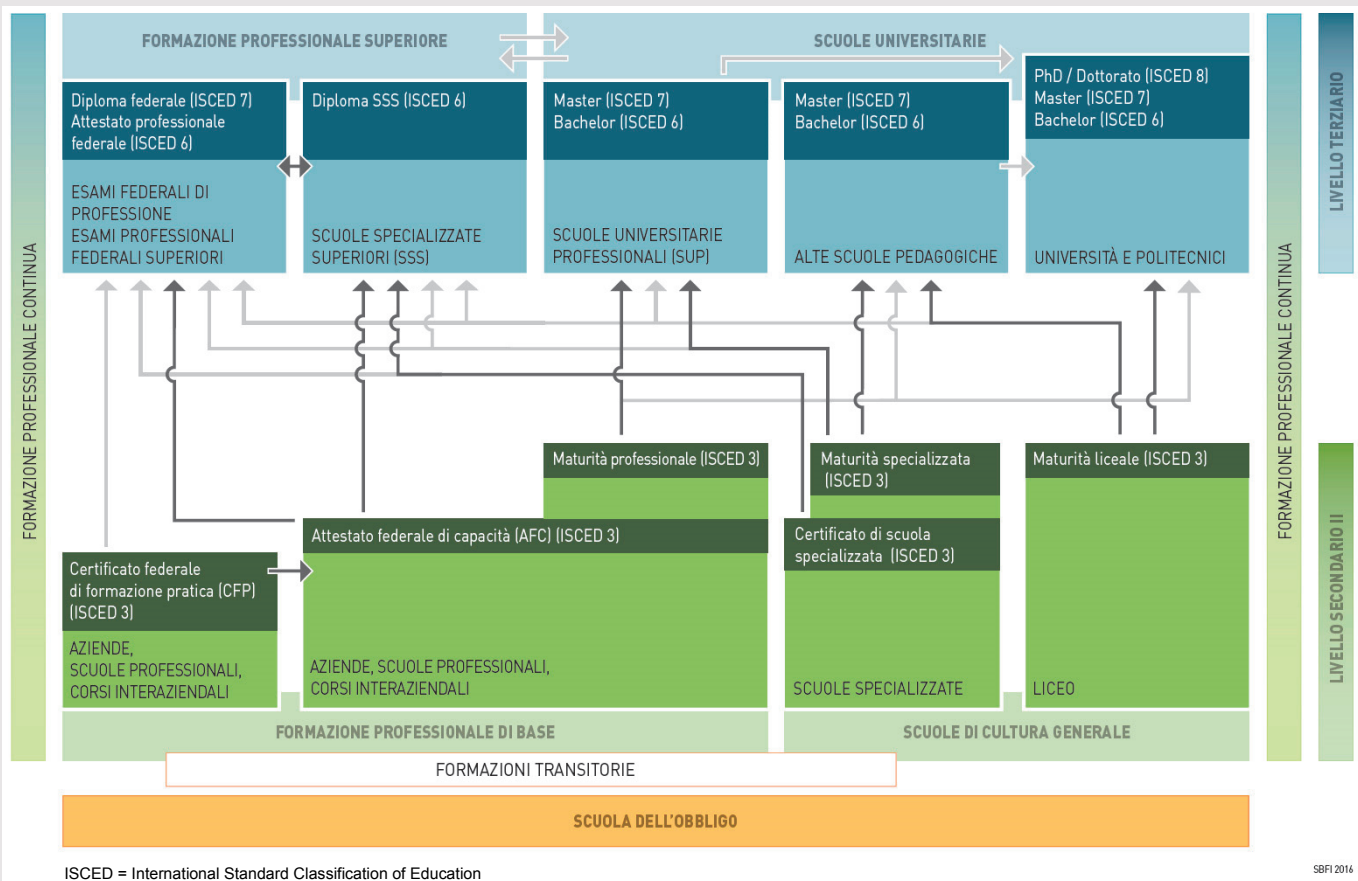 FORMAZIONE PROFESSIONALE CONTINUA
FORMAZIONE PROFESSIONALE SUPERIORE
SCUOLE UNIVERSITARIE
Diploma federale (ISCED 7)
Attestato professionale
federale (ISCED 6)
ESAMI FEDERALI DI
PROFESSIONE
ESAMI PROFESSIONALI
FEDERALI SUPERIORI
Diploma SSS (ISCED 6)
SCUOLE SPECIALIZZATE
SUPERIORI (SSS)
Master (ISCED 7)
Bachelor (ISCED 6)
SCUOLE UNIVERSITARIE
PROFESSIONALI (SUP)
Master (ISCED 7)
Bachelor (ISCED 6)
ALTE SCUOLE PEDAGOGICHE
PhD / Dottorato (ISCED 8)
Master (ISCED 7)
Bachelor (ISCED 6)
UNIVERSITÀ E POLITECNICI
FORMAZIONE PROFESSIONALE CONTINUA
LIVELLO TERZIARIO
Maturità professionale (ISCED 3)
Maturità specializzata
(ISCED 3)
Maturità liceale (ISCED 3)
Attestato federale di capacità (AFC) (ISCED 3)
Certificato di scuola
specializzata (ISCED 3)
Certificato federale
di formazione pratica (CFP)
(ISCED 3)
AZIENDE,
SCUOLE PROFESSIONALI,
CORSI INTERAZIENDALI
AZIENDE, SCUOLE PROFESSIONALI,
CORSI INTERAZIENDALI
SCUOLE SPECIALIZZATE
LICEO
LIVELLO SECONDARIO II
FORMAZIONE PROFESSIONALE DI BASE
SCUOLE DI CULTURA GENERALE
FORMAZIONI TRANSITORIE
SCUOLA DELL'OBBLIGO
ISCED = International Standard Classification of Education
SBFI 2016